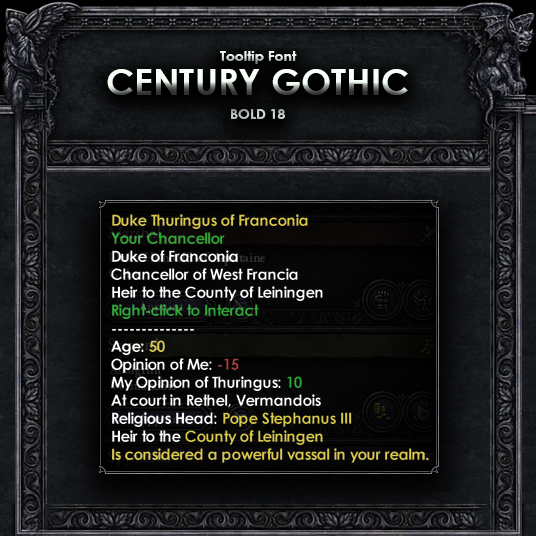 Tooltip Font
CENTURY GOTHIC
BOLD 18
Duke Thuringus of Franconia
Your Chancellor
Duke of Franconia
Chancellor of West Francia
Heir to the County of Leiningen
Right-click to Interact
--------------
Age: 50
Opinion of Me: -15
My Opinion of Thuringus: 10
At court in Rethel, Vermandois
Religious Head: Pope Stephanus III
Heir to the County of Leiningen
Is considered a powerful vassal in your realm.